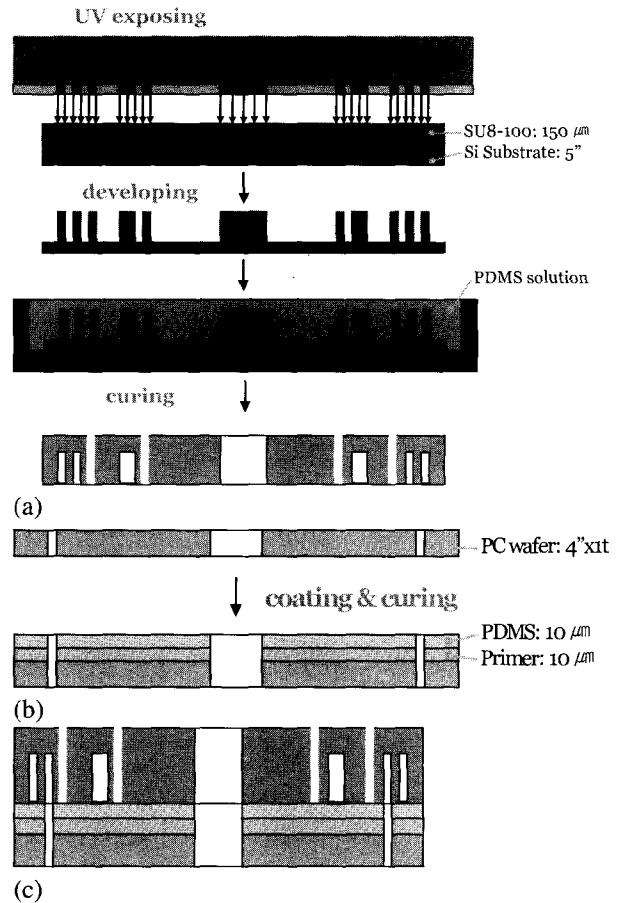 UV exposing
SU8-100: 150 ㎛
Si Substrate: 5"
developing
PDMS solution
curing
(a)
PC wafer: 4"x1t
coating & curing
PDMS: 10 ㎛
Primer: 10 ㎛
(b)
(c)